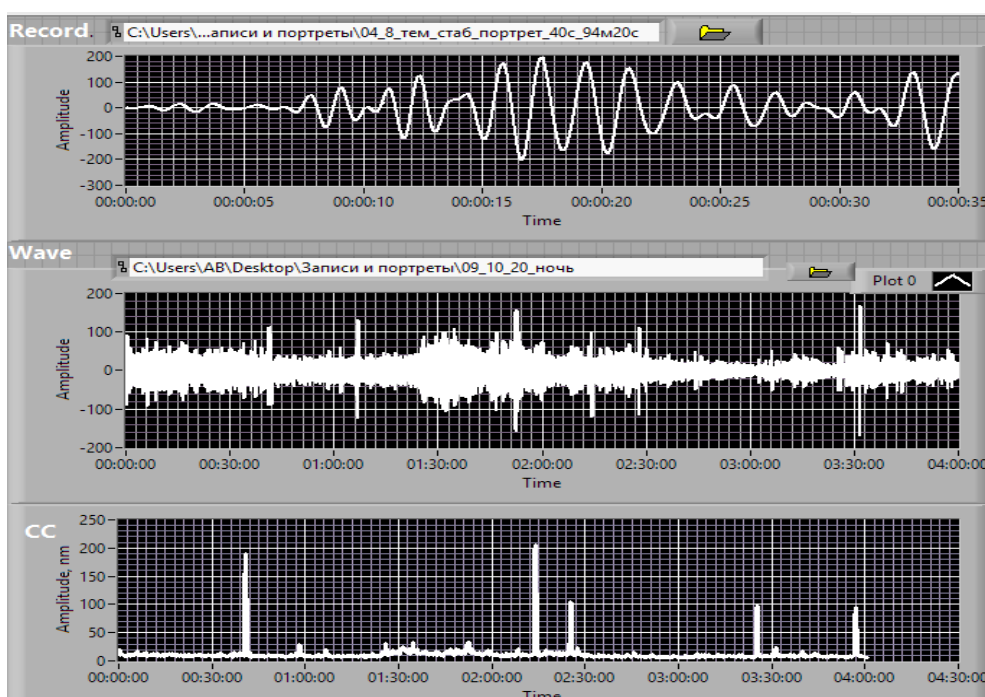 Record.
C:\Users\...аписи и портреты\04_8_тем_стаб_портрет_40с_94м20с
Amplitude
200
100
0
-100
-200
-300
00:00:00 00:00:05 00:00:10 00:00:15 00:00:20 00:00:25 00:00:30 00:00:35
Time
Wave
C:\Users\AB\Desktop\Записи и портреты\09_10_20_ночь
Plot 0
Amplitude
200
100
0
-100
-200
00:00:00 00:30:00 01:00:00 01:30:00 02:00:00 02:30:00 03:00:00 03:30:00 04:00:00
Time
CC
Amplitude, nm
250
200
150
100
50
0
00:00:00 00:30:00 01:00:00 01:30:00 02:00:00 02:30:00 03:00:00 03:30:00 04:00:00 04:30:00
Time